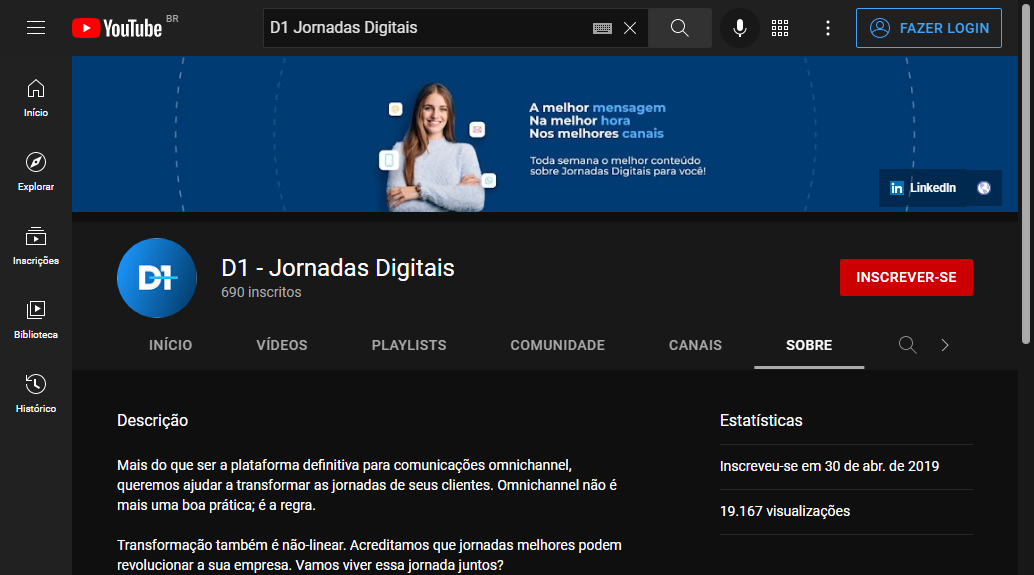 YouTube BR
D1 Jornadas Digitais
FAZER LOGIN
Início
Explorar
Inscrições
Biblioteca
Histórico
A melhor mensagem
Na melhor hora
Nos melhores canais
Toda semana o melhor conteúdo
sobre Jornadas Digitais para você!
in LinkedIn
D1
D1 - Jornadas Digitais
690 inscritos
INSCREVER-SE
INÍCIO VÍDEOS PLAYLISTS COMUNIDADE CANAIS SOBRE
Descrição
Mais do que ser a plataforma definitiva para comunicações omnichannel,
queremos ajudar a transformar as jornadas de seus clientes. Omnichannel não é
mais uma boa prática; é a regra.
Transformação também é não-linear. Acreditamos que jornadas melhores podem
revolucionar a sua empresa. Vamos viver essa jornada juntos?
Estatísticas
Inscreveu-se em 30 de abr. de 2019
19.167 visualizações